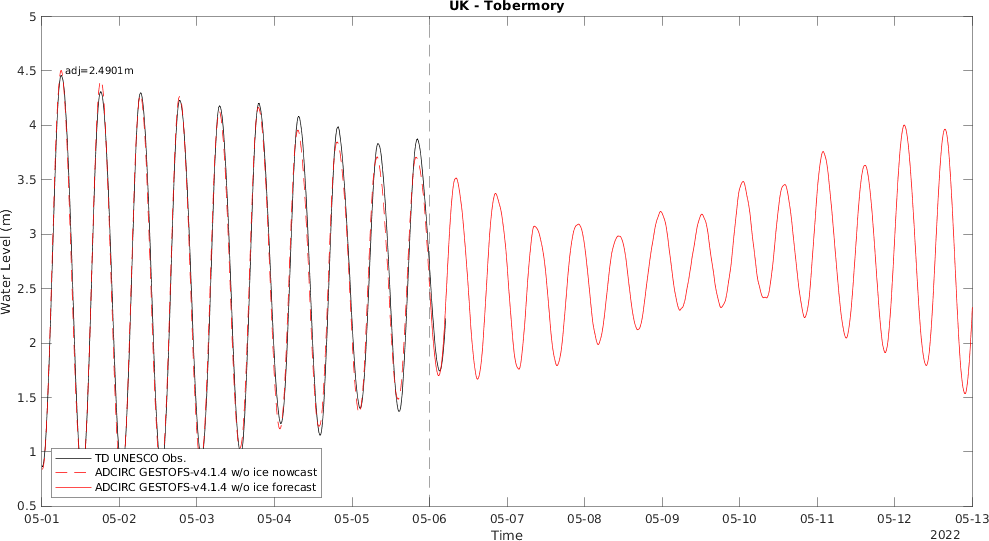 UK - Tobermory
5
4.5
4
3.5
3
2.5
2
1.5
1
0.5
Water Level (m)
adj=2.4901m
TD UNESCO Obs.
ADCIRC GESTOFS-v4.1.4 w/o ice nowcast
ADCIRC GESTOFS-v4.1.4 w/o ice forecast
05-01 05-02 05-03 05-04 05-05 05-06 05-07 05-08 05-09 05-10 05-11 05-12 05-13
Time
2022